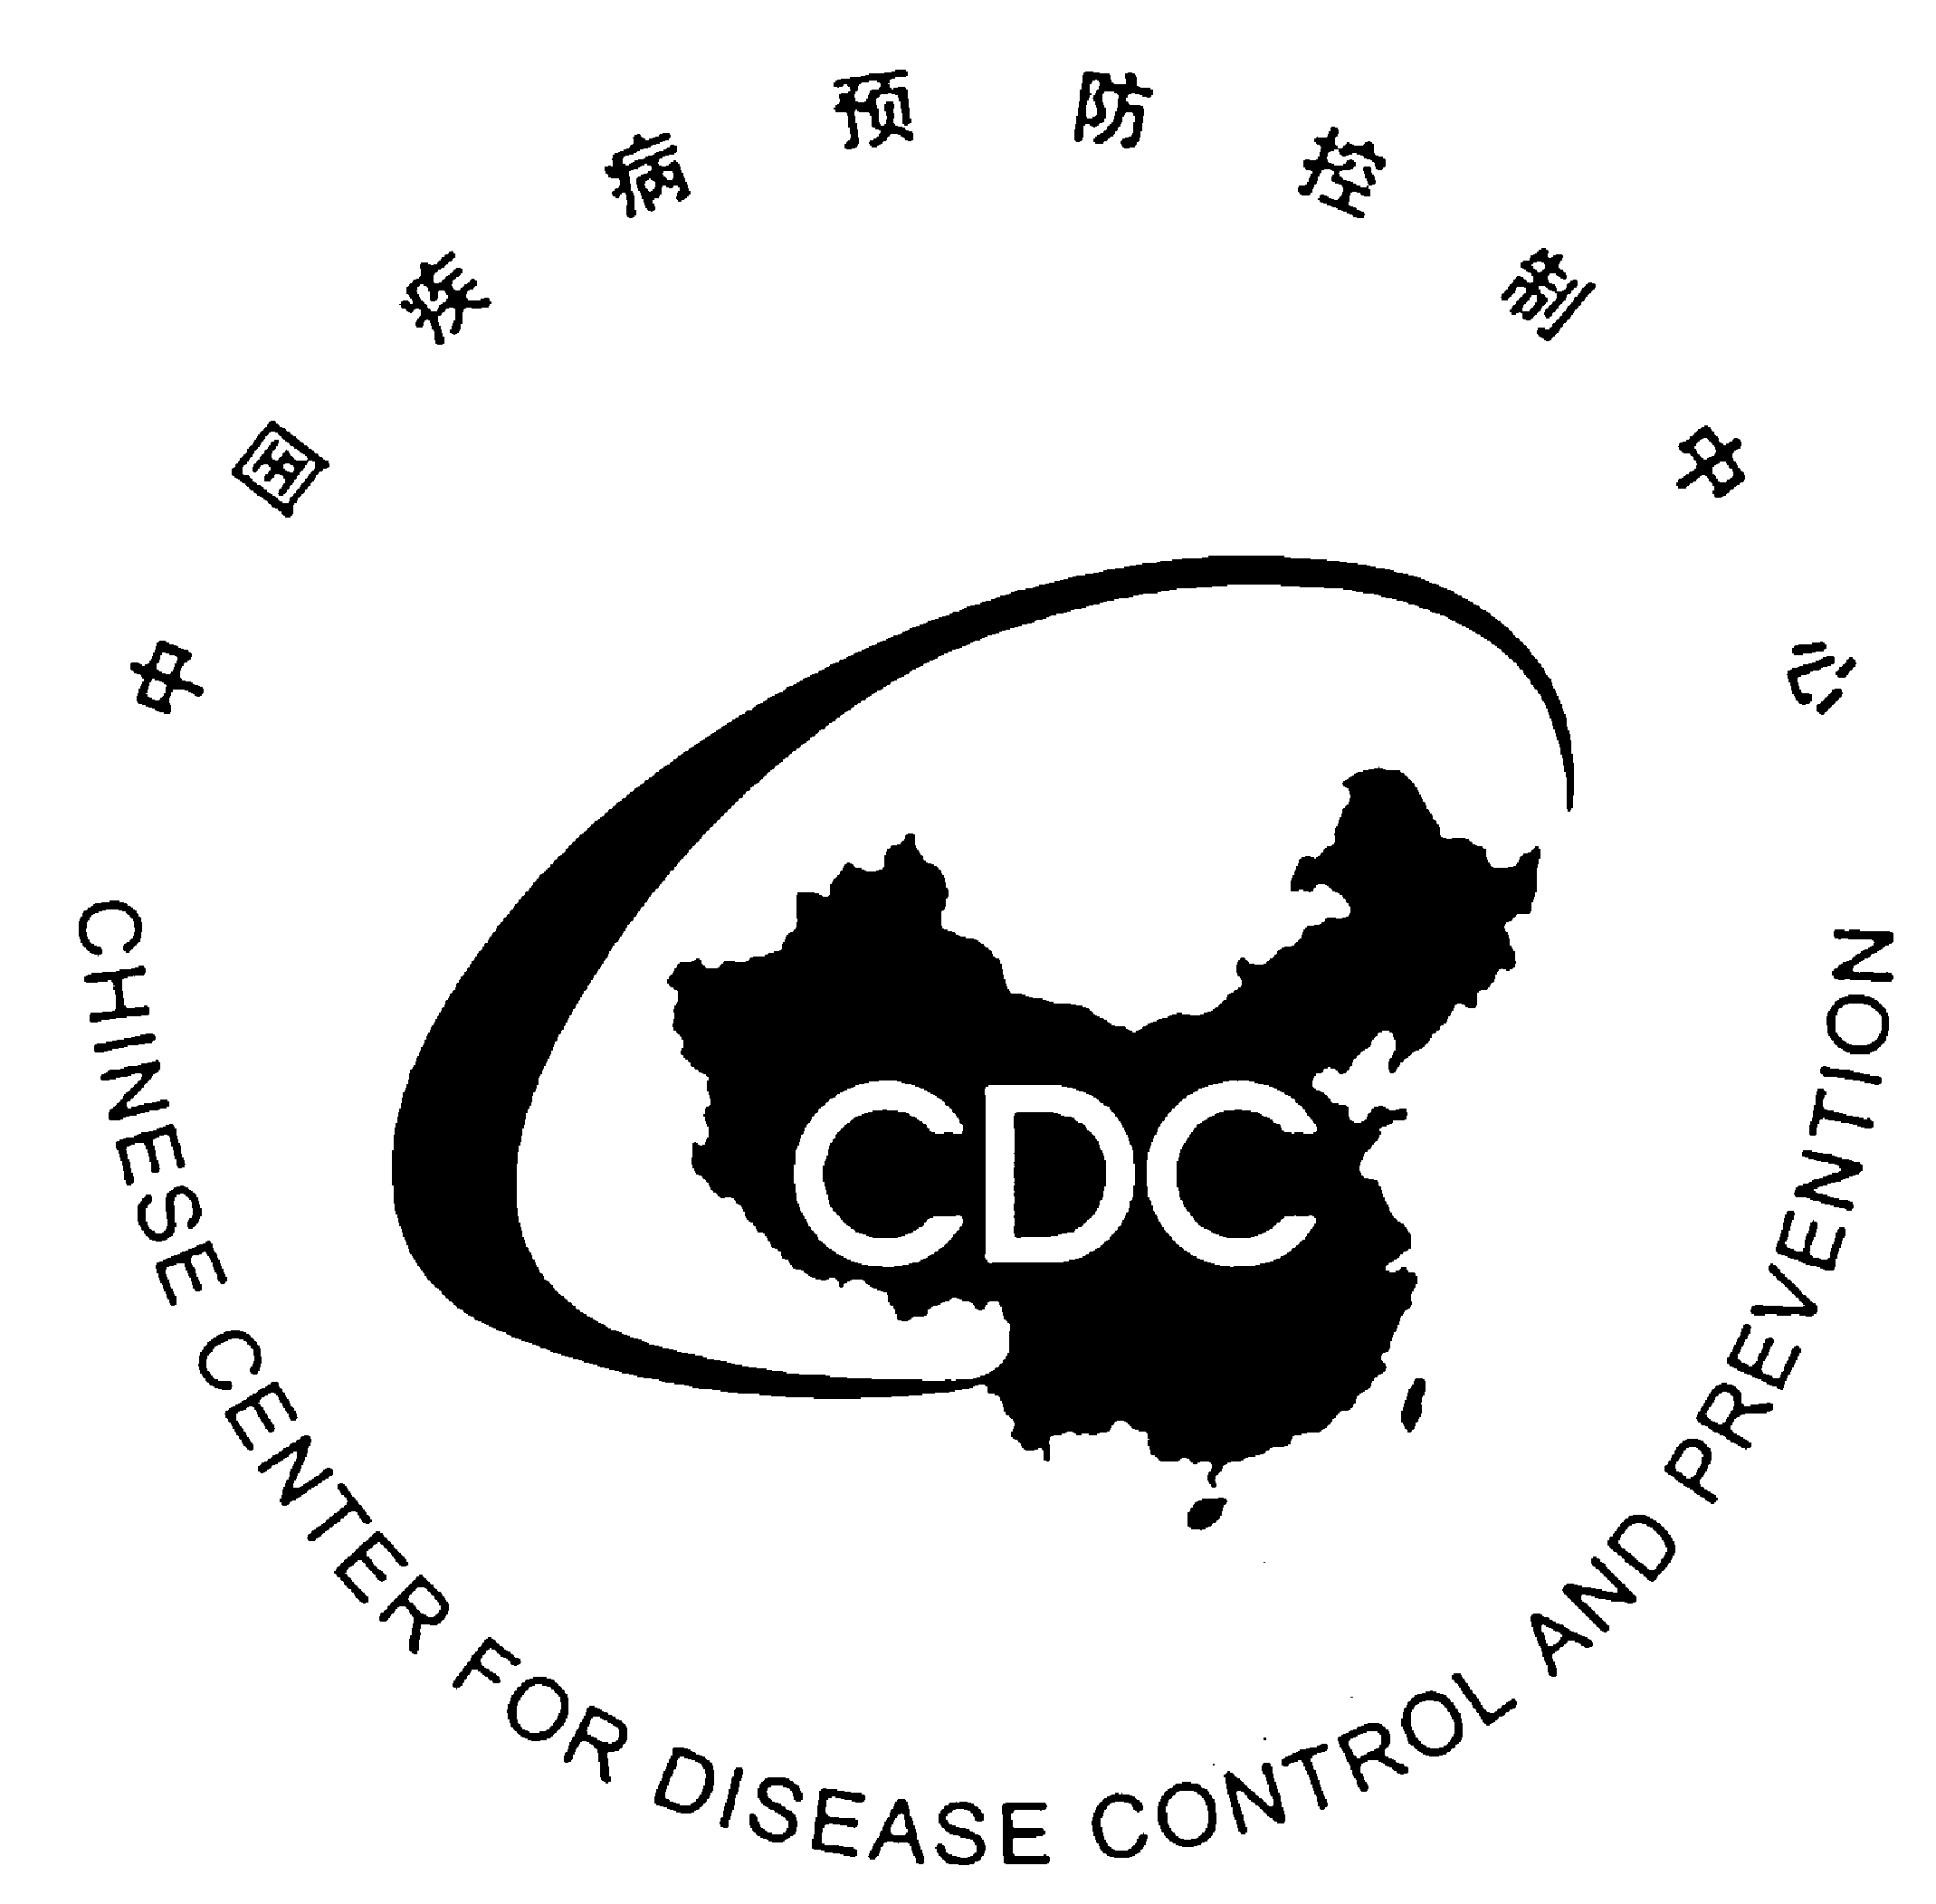 中国疾病预防控制中心
CDC
CHINESE CENTER FOR DISEASE CONTROL AND PREVENTION